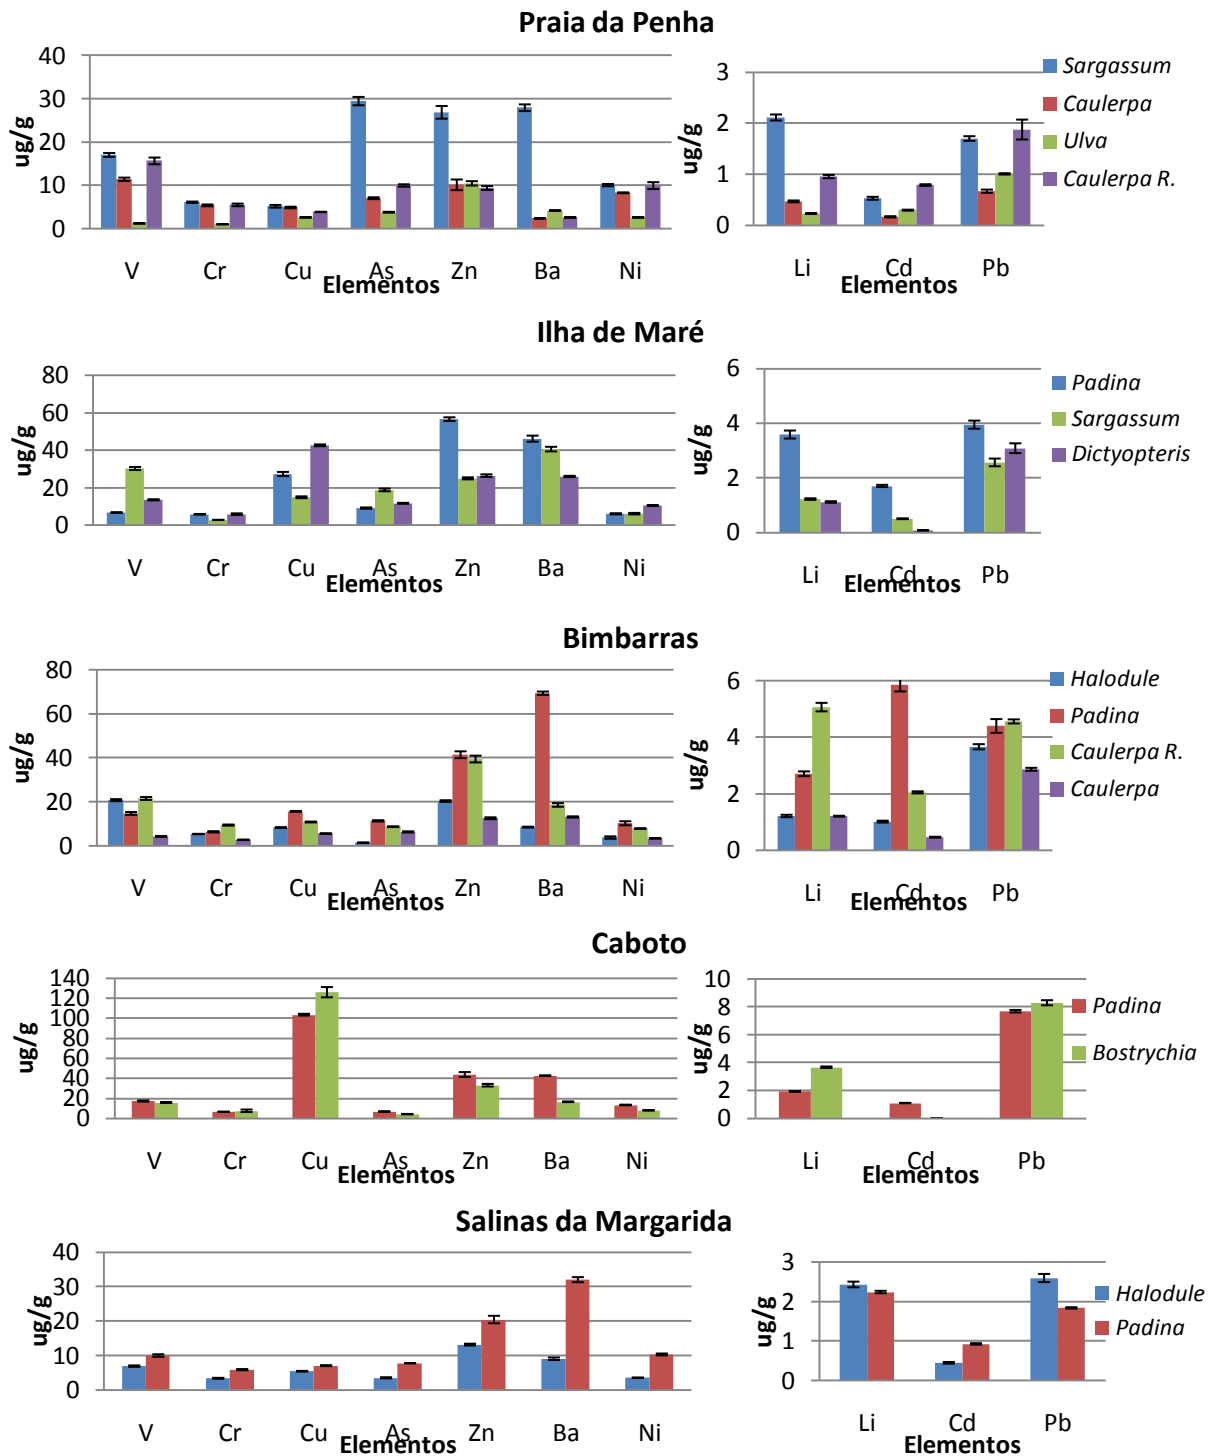 Praia da Penha
40
30
20
10
0
ug/g
V Cr Cu As Zn Ba Ni
Elementos
3
2
1
0
ug/g
Li Cd Pb
Elementos
Sargassum
Caulerpa
Ulva
Caulerpa R.
Ilha de Maré
80
60
40
20
0
ug/g
V Cr Cu As Zn Ba Ni
Elementos
6
4
2
0
ug/g
Li Cd Pb
Elementos
Padina
Sargassum
Dictyopteris
Bimbarras
80
60
40
20
0
ug/g
V Cr Cu As Zn Ba Ni
Elementos
6
4
2
0
ug/g
Li Cd Pb
Elementos
Halodule
Padina
Caulerpa R.
Caulerpa
Caboto
140
120
100
80
60
40
20
0
ug/g
V Cr Cu As Zn Ba Ni
Elementos
10
8
6
4
2
0
ug/g
Li Cd Pb
Elementos
Padina
Bostrychia
Salinas da Margarida
40
30
20
10
0
ug/g
V Cr Cu As Zn Ba Ni
Elementos
3
2
1
0
ug/g
Li Cd Pb
Elementos
Halodule
Padina